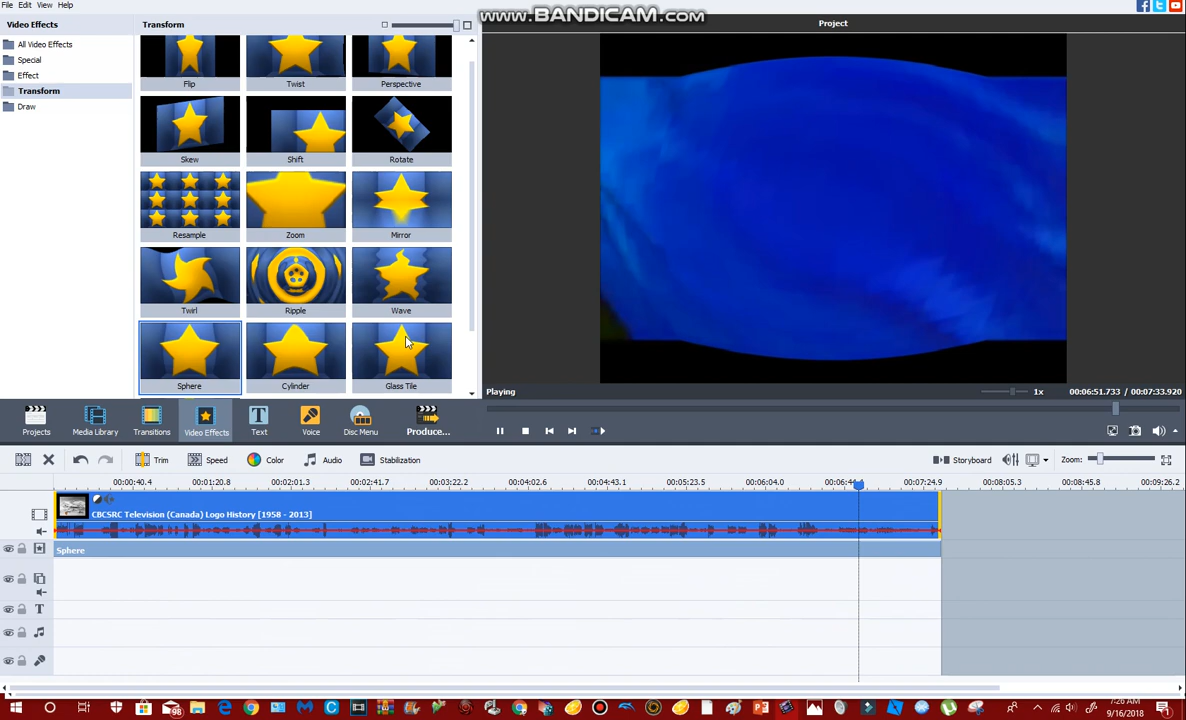 File Edit View Help
www.BANDICAM.com
Video Effects
Transform
Project
All Video Effects
Special
Effect
Transform
Draw
Flip Twist Perspective
Skew Shift Rotate
Resample Zoom Mirror
Twirl Ripple Wave
Sphere Cylinder Glass Tile
Playing 1x 00:06:51.733 / 00:07:33.920
Projects Media Library Transitions Video Effects Text Voice Disc Menu Produce...
Trim Speed Color Audio Stabilization Storyboard Zoom:
00:00:40.4 00:01:20.8 00:02:01.3 00:02:41.7 00:03:22.2 00:04:02.6 00:04:43.1 00:05:23.5 00:06:04.0 00:07:24.9 00:08:05.3 00:08:45.8 00:09:26.2
CBCSRC Television (Canada) Logo History [1958 - 2013]
Sphere
T
98
7:26 AM
9/16/2018